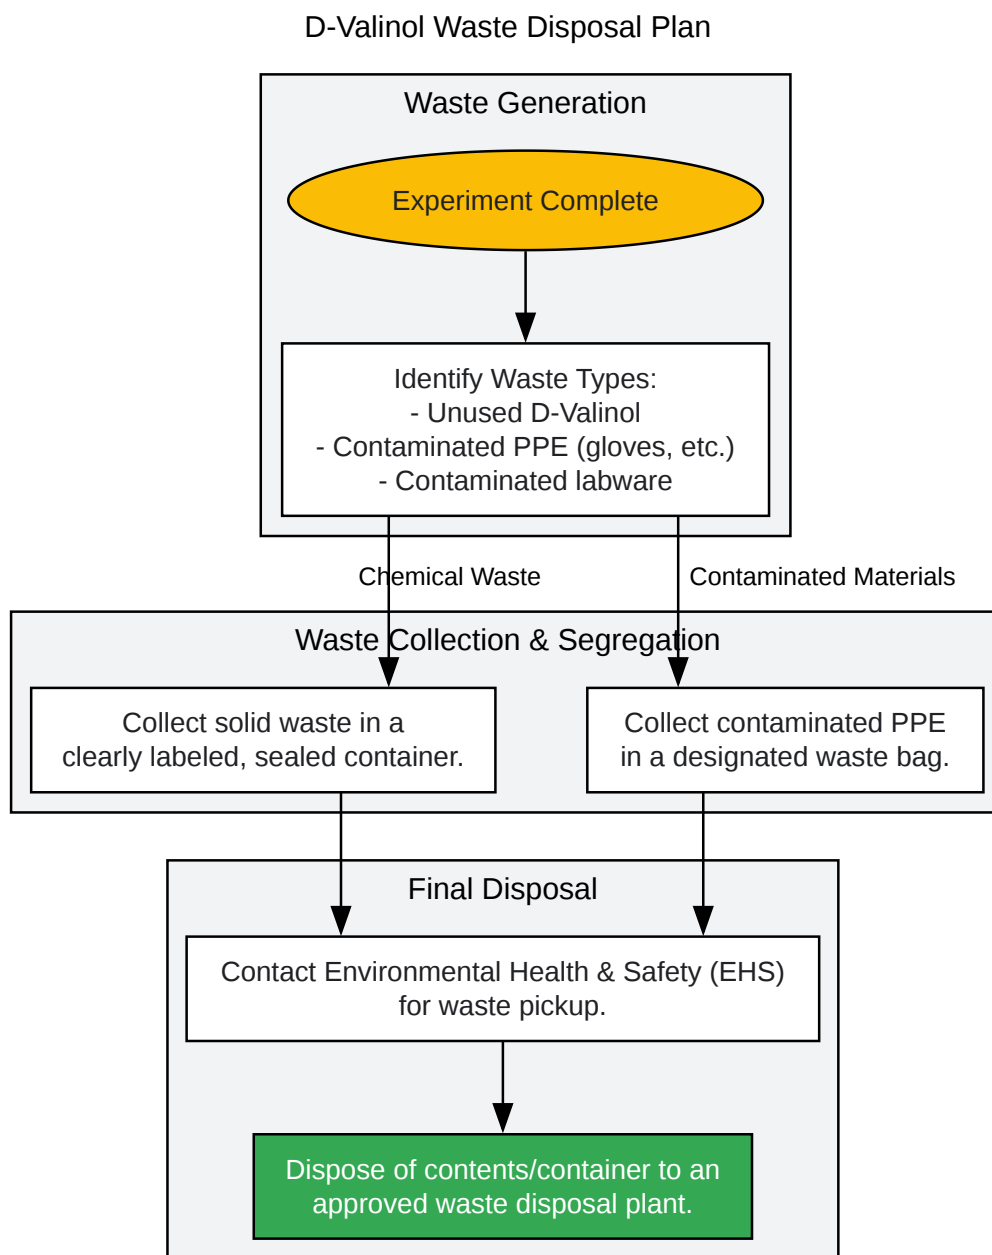 D-Valinol Waste Disposal Plan
Waste Generation
Experiment Complete
Identify Waste Types:
- Unused D-Valinol
- Contaminated PPE (gloves, etc.)
- Contaminated labware
Chemical Waste
Contaminated Materials
Waste Collection & Segregation
Collect solid waste in a
clearly labeled, sealed container.
Collect contaminated PPE
in a designated waste bag.
Final Disposal
Contact Environmental Health & Safety (EHS)
for waste pickup.
Dispose of contents/container to an
approved waste disposal plant.